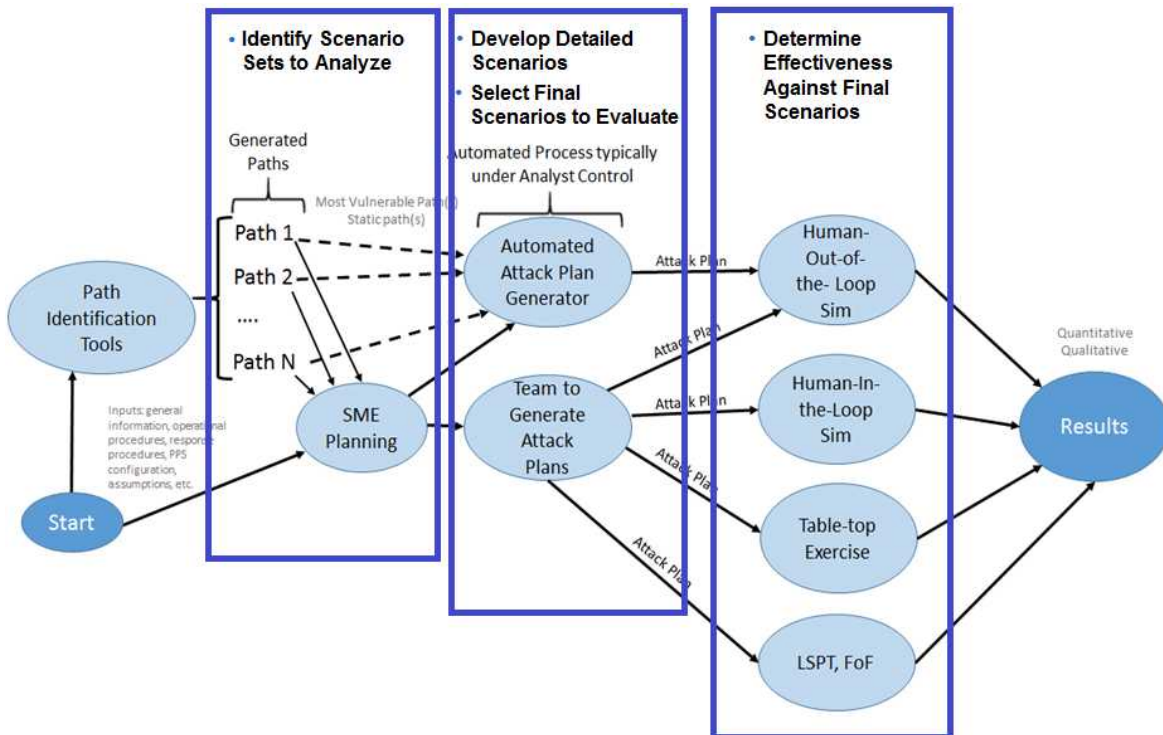 • Identify Scenario
Sets to Analyze
• Develop Detailed
Scenarios
• Select Final
Scenarios to Evaluate
• Determine
Effectiveness
Against Final
Scenarios
Generated
Paths
Automated Process typically
under Analyst Control
Most Vulnerable Path(s)
Static path(s)
Path 1
Path 2
....
Path N
Path
Identification
Tools
Inputs: general
information, operational
procedures, response
procedures, PPS
configuration,
assumptions, etc.
Start
SME
Planning
Automated
Attack Plan
Generator
Team to
Generate
Attack
Plans
Attack Plan
Attack Plan
Attack Plan
Attack Plan
Attack Plan
Human-
Out-of-
the- Loop
Sim
Human-In-
the-Loop
Sim
Table-top
Exercise
LSPT, FoF
Quantitative
Qualitative
Results